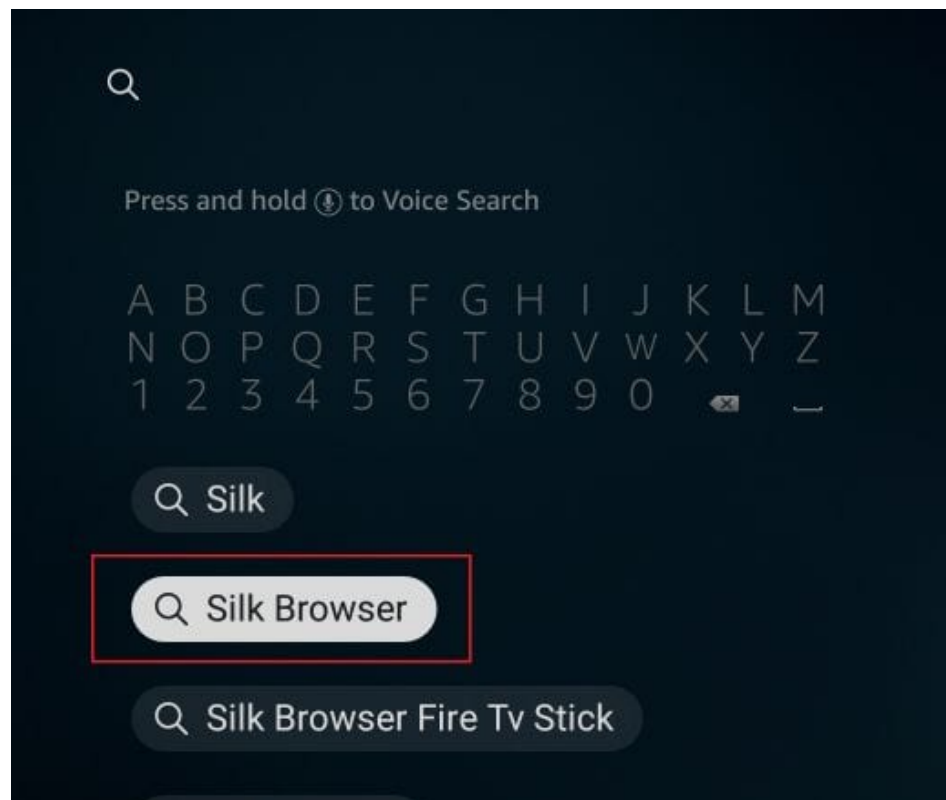 Press and hold to Voice Search
A B C D E F G H I J K L M
N O P Q R S T U V W X Y Z
1 2 3 4 5 6 7 8 9 0
Silk
Silk Browser
Silk Browser Fire Tv Stick